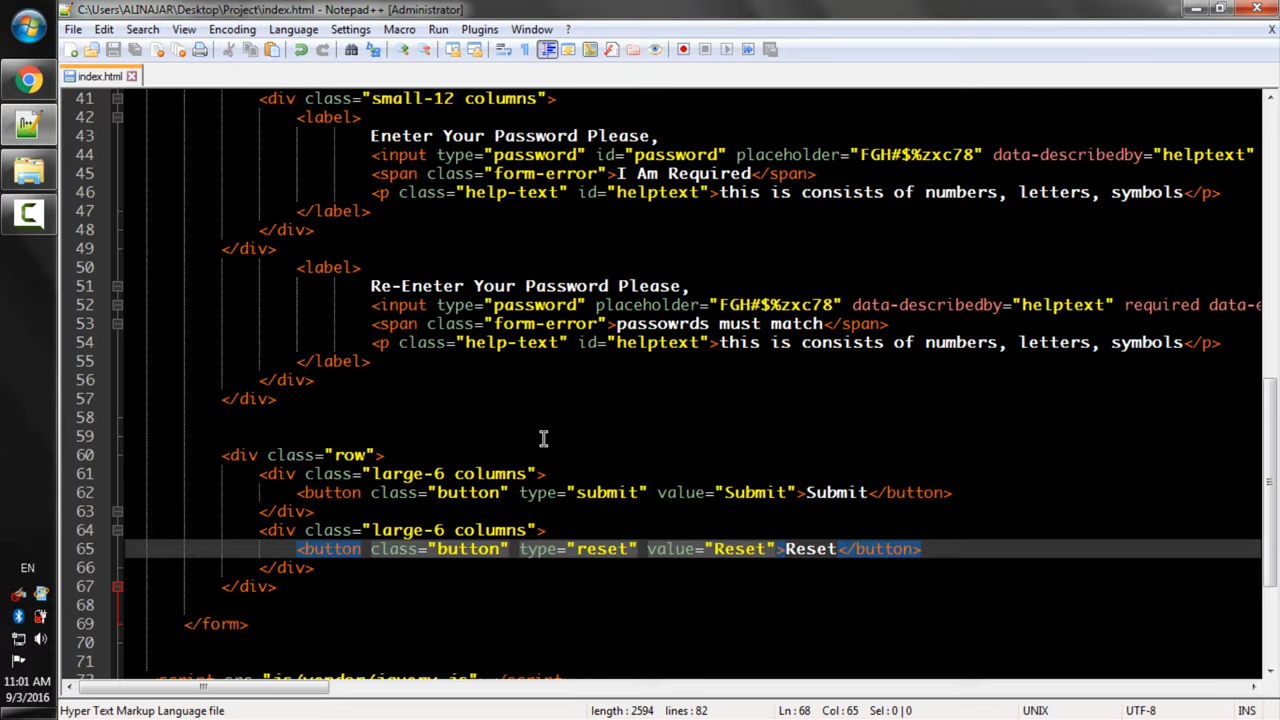 C:\Users\ALINAJAR\Desktop\Project\index.html - Notepad++ [Administrator]
File Edit Search View Encoding Language Settings Macro Run Plugins Window ? X
index.html
41 <div class="small-12 columns">
42 <label>
43 Eneter Your Password Please,
44 <input type="password" id="password" placeholder="FGH#$%zxc78" data-describedby="helptext"
45 <span class="form-error">I Am Required</span>
46 <p class="help-text" id="helptext">this is consists of numbers, letters, symbols</p>
47 </label>
48 </div>
49 </div>
50 <label>
51 Re-Eneter Your Password Please,
52 <input type="password" placeholder="FGH#$%zxc78" data-describedby="helptext" required data-e
53 <span class="form-error">passowrds must match</span>
54 <p class="help-text" id="helptext">this is consists of numbers, letters, symbols</p>
55 </label>
56 </div>
57 </div>
58
59
60 <div class="row">
61 <div class="large-6 columns">
62 <button class="button" type="submit" value="Submit">Submit</button>
63 </div>
64 <div class="large-6 columns">
65 <button class="button" type="reset" value="Reset">Reset</button>
66 </div>
67 </div>
68
69 </form>
70
71
EN
11:01 AM
9/3/2016
Hyper Text Markup Language file length : 2594 lines : 82 Ln : 68 Col : 65 Sel : 0 | 0 UNIX UTF-8 INS